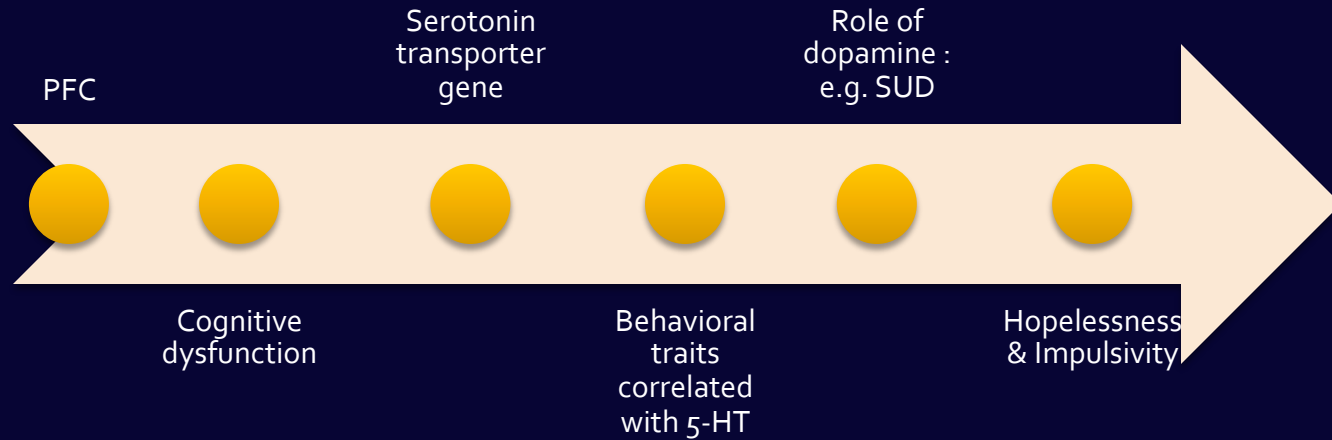 PFC
Cognitive
dysfunction
Serotonin
transporter
gene
Behavioral
traits
correlated
with 5-HT
Role of
dopamine :
e.g. SUD
Hopelessness
& Impulsivity